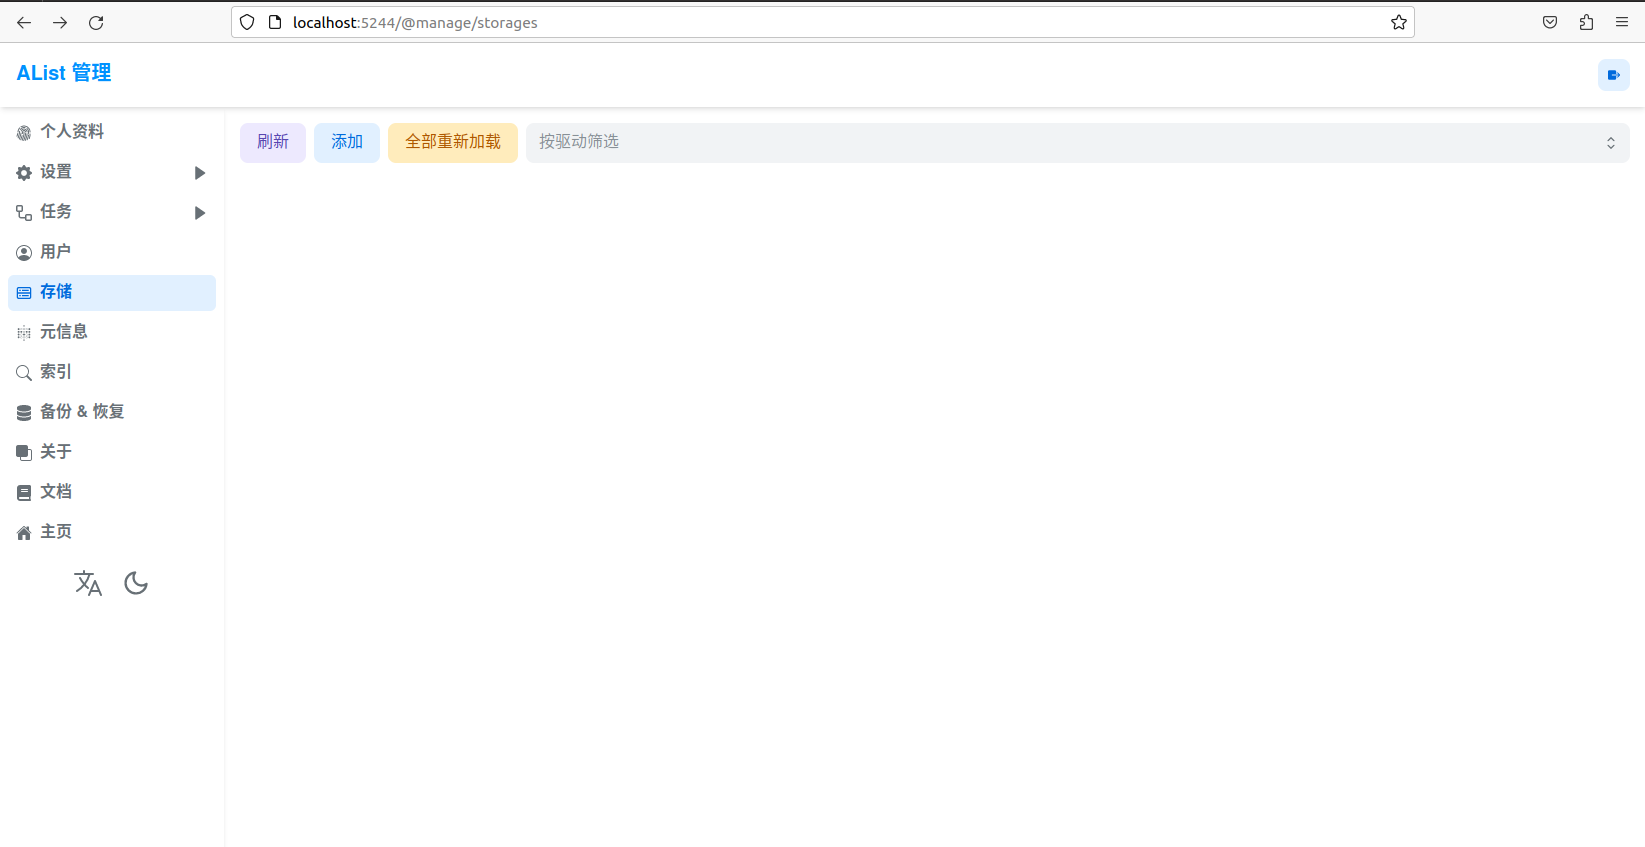 localhost:5244/@manage/storages
AList 管理
个人资料
设置
任务
用户
存储
元信息
索引
备份 & 恢复
关于
文档
主页
刷新 添加 全部重新加载 按驱动筛选